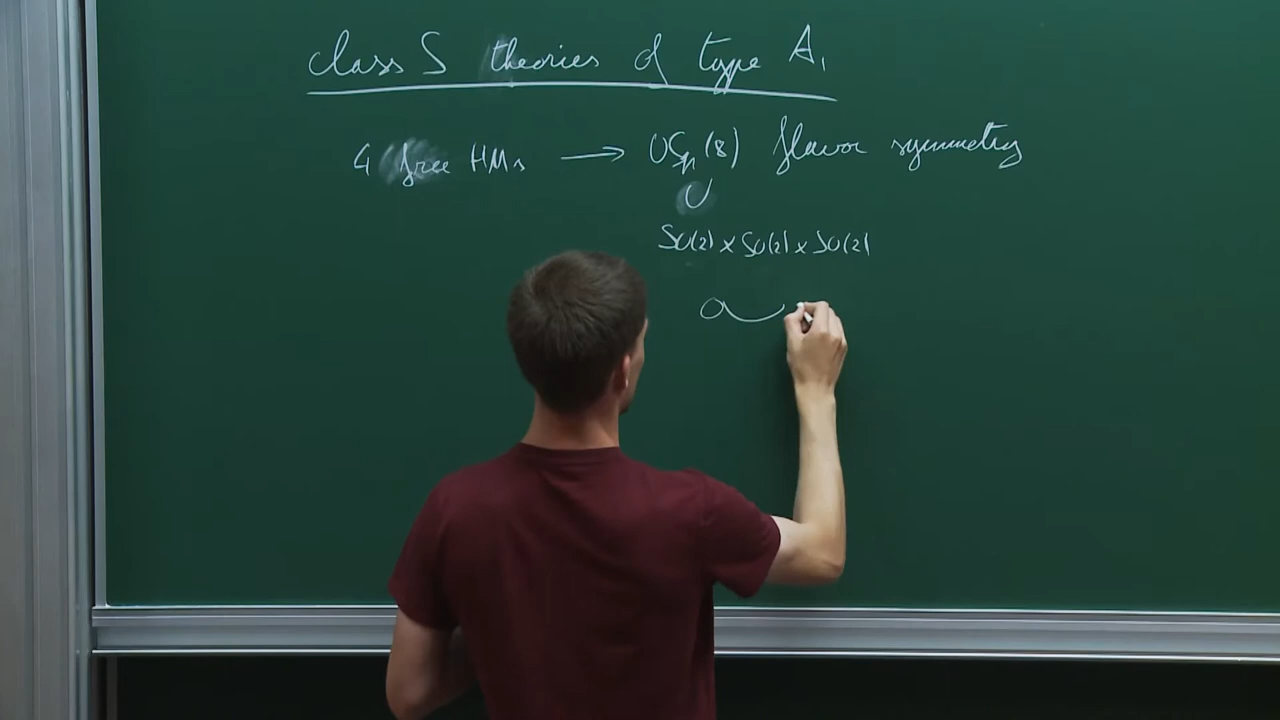 class S theories of type A₁
4 free HMs → USp(8) flavor symmetry
∪
SU(2) × SU(2) × SU(2)